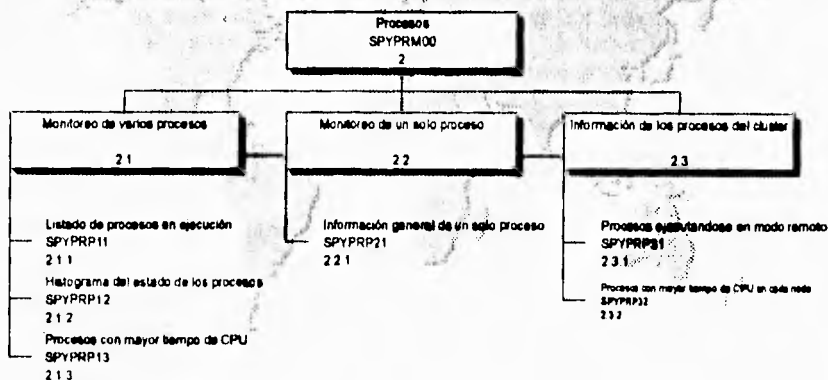 Procesos
SPYPRM00
2
Monitoreo de varios procesos
2 1
Monitoreo de un solo proceso
2 2
Información de los procesos del cluster
2 3
Listado de procesos en ejecución
SPYPRP11
2 1 1
Histograma del estado de los procesos
SPYPRP12
2 1 2
Procesos con mayor tiempo de CPU
SPYPRP13
2 1 3
Información general de un solo proceso
SPYPRP21
2 2 1
Procesos ejecutandose en modo remoto
SPYPRP31
2 3 1
Procesos con mayor tiempo de CPU en cada nodo
SPYPRP32
2 3 2